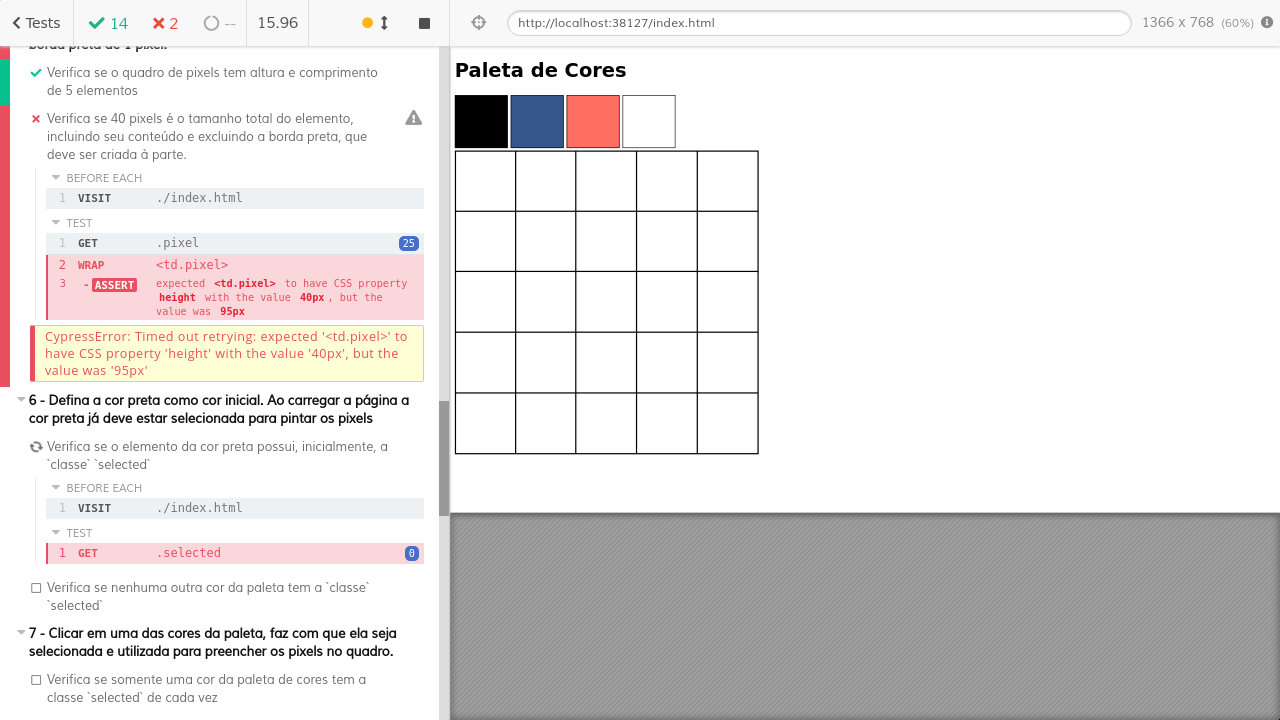 Tests
14
2
--
15.96
http://localhost:38127/index.html
1366 x 768 (60%)
borda preta de 1 pixel.
Verifica se o quadro de pixels tem altura e comprimento
de 5 elementos
Verifica se 40 pixels é o tamanho total do elemento,
incluindo seu conteúdo e excluindo a borda preta, que
deve ser criada à parte.
BEFORE EACH
1 VISIT ./index.html
TEST
1 GET .pixel 25
2 WRAP <td.pixel>
3 -ASSERT expected <td.pixel> to have CSS property
height with the value 40px, but the
value was 95px
CypressError: Timed out retrying: expected '<td.pixel>' to
have CSS property 'height' with the value '40px', but the
value was '95px'
6 - Defina a cor preta como cor inicial. Ao carregar a página a
cor preta já deve estar selecionada para pintar os pixels
Verifica se o elemento da cor preta possui, inicialmente, a
`classe` `selected`
BEFORE EACH
1 VISIT ./index.html
TEST
1 GET .selected 0
Verifica se nenhuma outra cor da paleta tem a `classe`
`selected`
7 - Clicar em uma das cores da paleta, faz com que ela seja
selecionada e utilizada para preencher os pixels no quadro.
Verifica se somente uma cor da paleta de cores tem a
classe `selected` de cada vez
Paleta de Cores